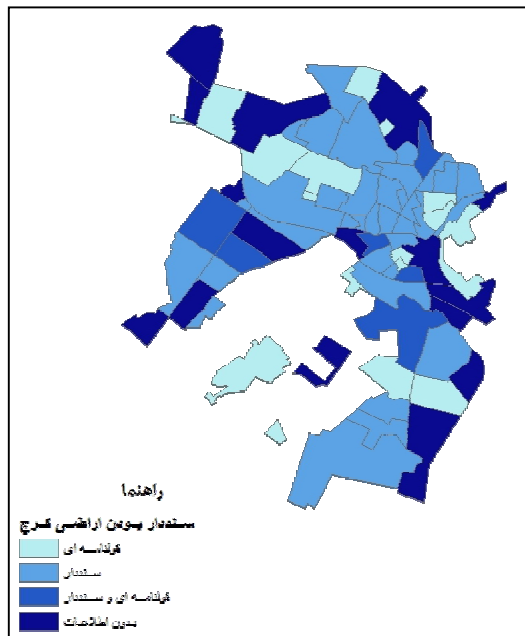 راهنما
سنددار بودن اراضی کرج
قولنامه ای
سنددار
قولنامه ای و سنددار
بدون اطلاعات